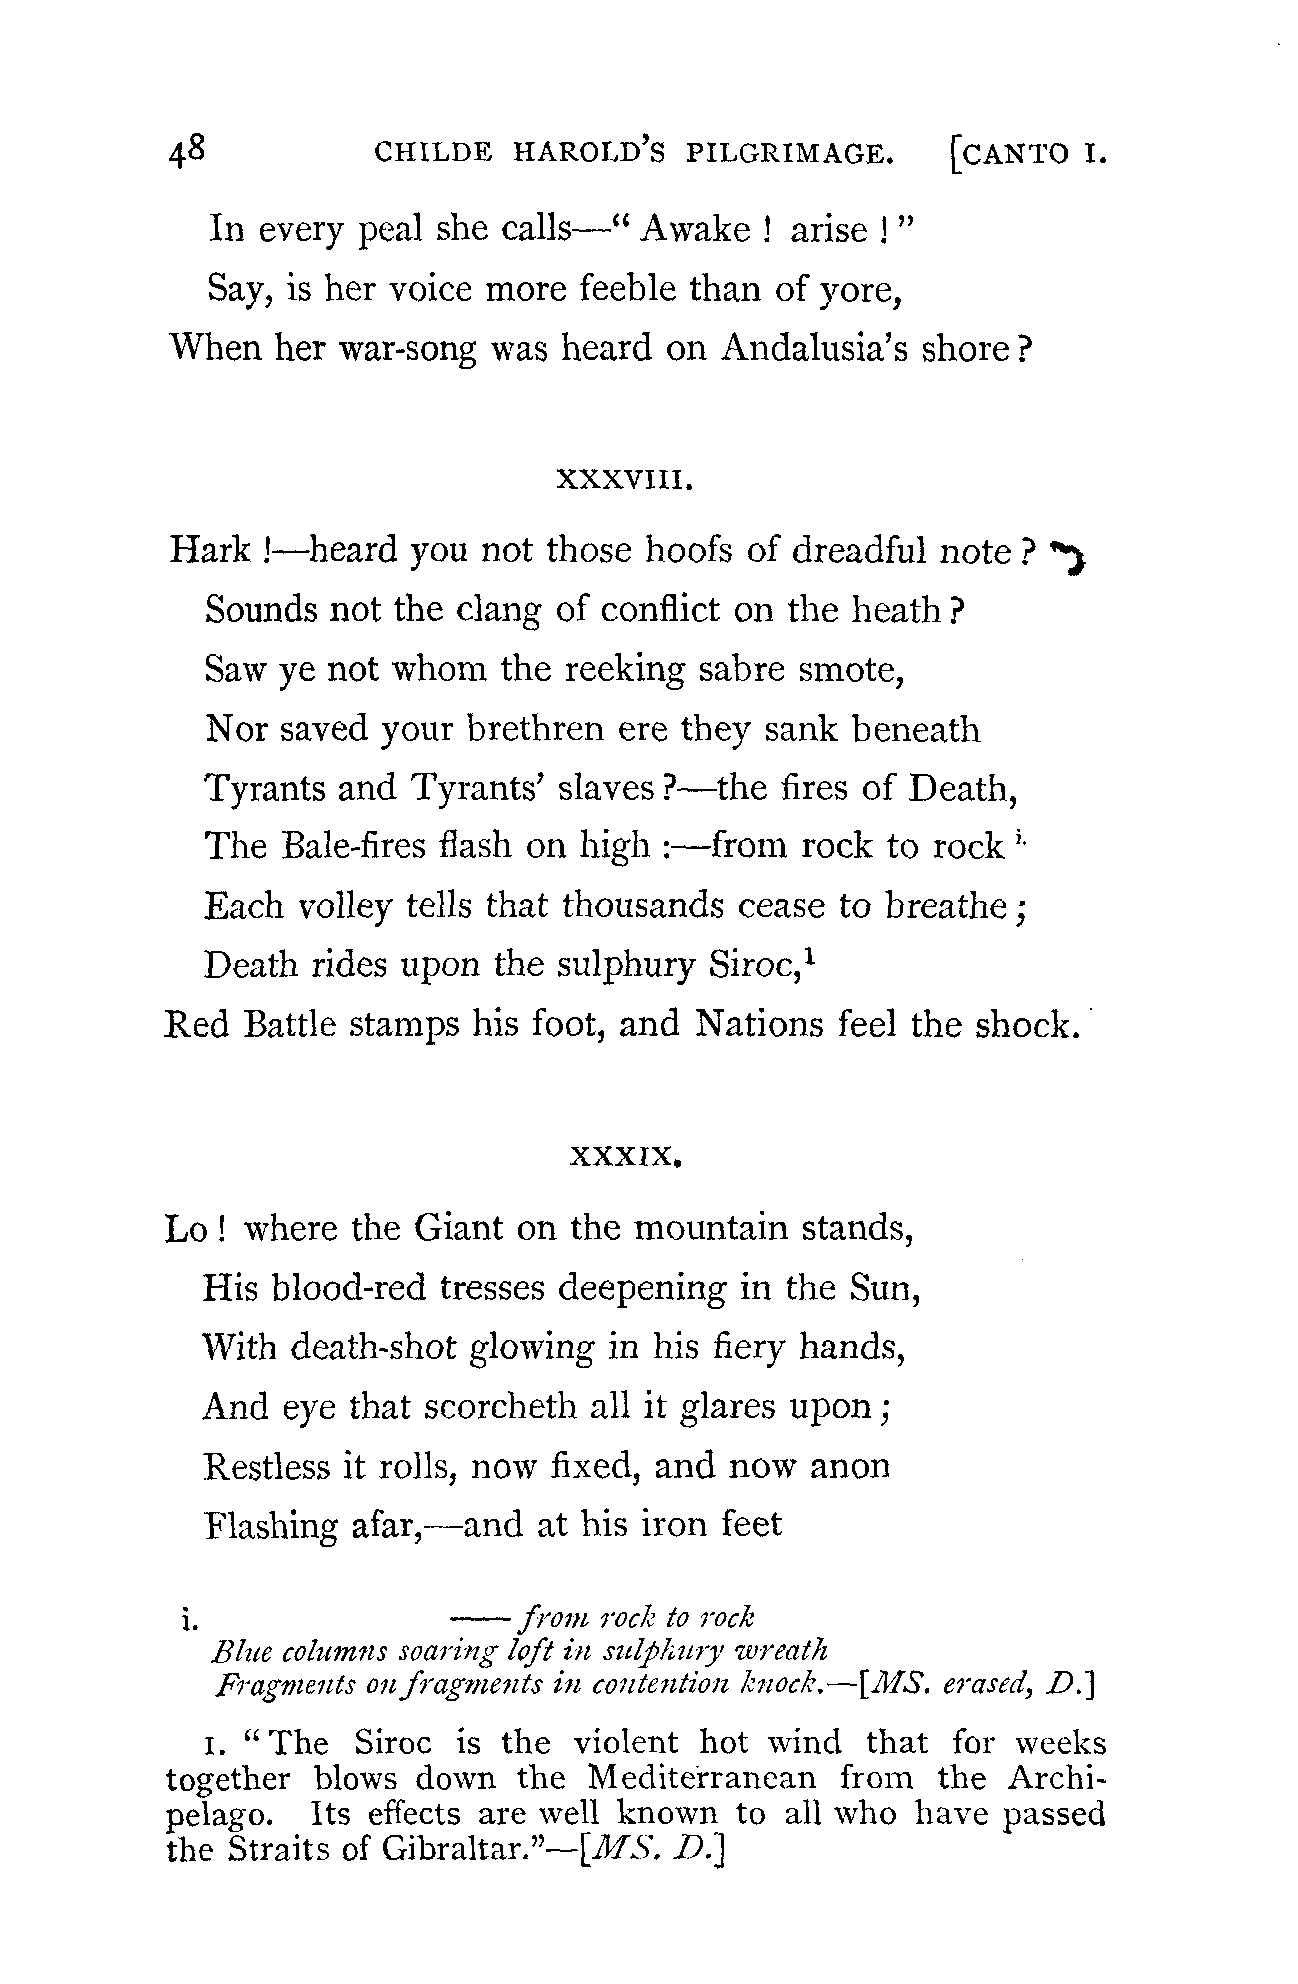 48 CHILDE HAROLD'S PILGRIMAGE. [CANTO I.
In every peal she calls—"Awake! arise!"
Say, is her voice more feeble than of yore,
When her war-song was heard on Andalusia's shore?
XXXVIII.
Hark!—heard you not those hoofs of dreadful note?
Sounds not the clang of conflict on the heath?
Saw ye not whom the reeking sabre smote,
Nor saved your brethren ere they sank beneath
Tyrants and Tyrants' slaves?—the fires of Death,
The Bale-fires flash on high:—from rock to rock i.
Each volley tells that thousands cease to breathe;
Death rides upon the sulphury Siroc,1
Red Battle stamps his foot, and Nations feel the shock.
XXXIX.
Lo! where the Giant on the mountain stands,
His blood-red tresses deepening in the Sun,
With death-shot glowing in his fiery hands,
And eye that scorcheth all it glares upon;
Restless it rolls, now fixed, and now anon
Flashing afar,—and at his iron feet
i. —— from rock to rock
Blue columns soaring loft in sulphury wreath
Fragments on fragments in contention knock.—[MS. erased, D.]
1. "The Siroc is the violent hot wind that for weeks
together blows down the Mediterranean from the Archi-
pelago. Its effects are well known to all who have passed
the Straits of Gibraltar."—[MS. D.]